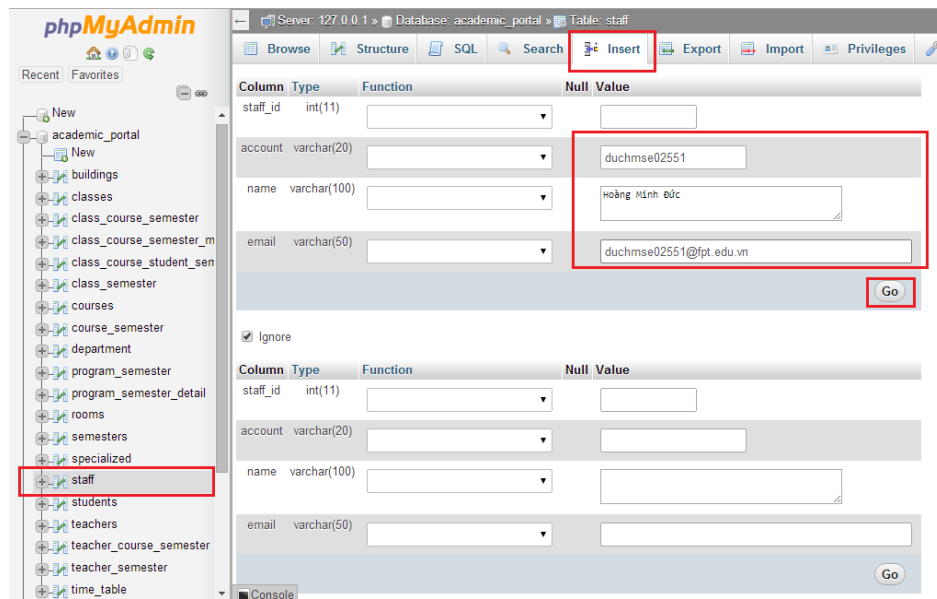 phpMyAdmin
Recent Favorites
New
academic_portal
New
buildings
classes
class_course_semester
class_course_semester_m
class_course_student_sem
class_semester
courses
course_semester
department
program_semester
program_semester_detail
rooms
semesters
specialized
staff
students
teachers
teacher_course_semester
teacher_semester
time_table
Server: 127.0.0.1 » Database: academic_portal » Table: staff
Browse Structure SQL Search Insert Export Import Privileges
Column Type Function Null Value
staff_id int(11)
account varchar(20) duchmse02551
name varchar(100) Hoàng Minh Đức
email varchar(50) duchmse02551@fpt.edu.vn
Go
Ignore
Column Type Function Null Value
staff_id int(11)
account varchar(20)
name varchar(100)
email varchar(50)
Go
Console